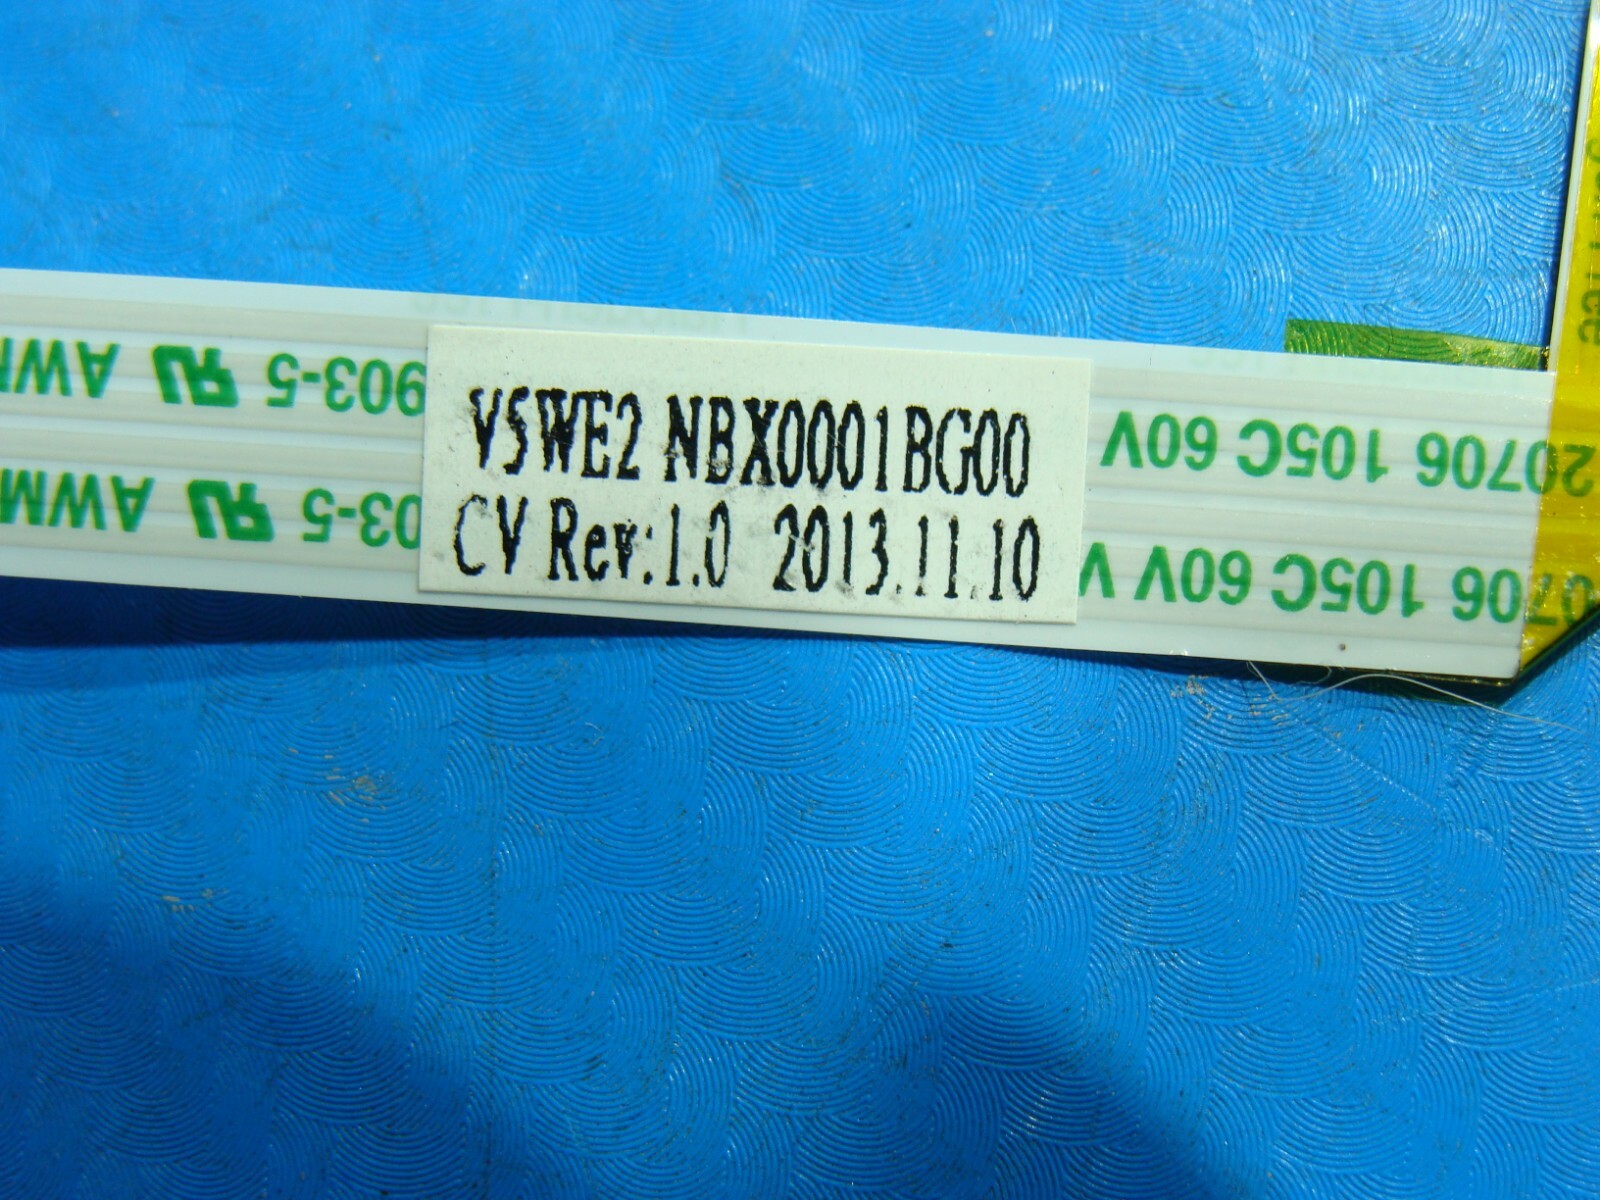 V5WE2 NBX0001BG00
CV Rev:1.0 2013.11.10
20706 105C 60V
903-5 AWM
0706 105C 60V V
03-5 AWM